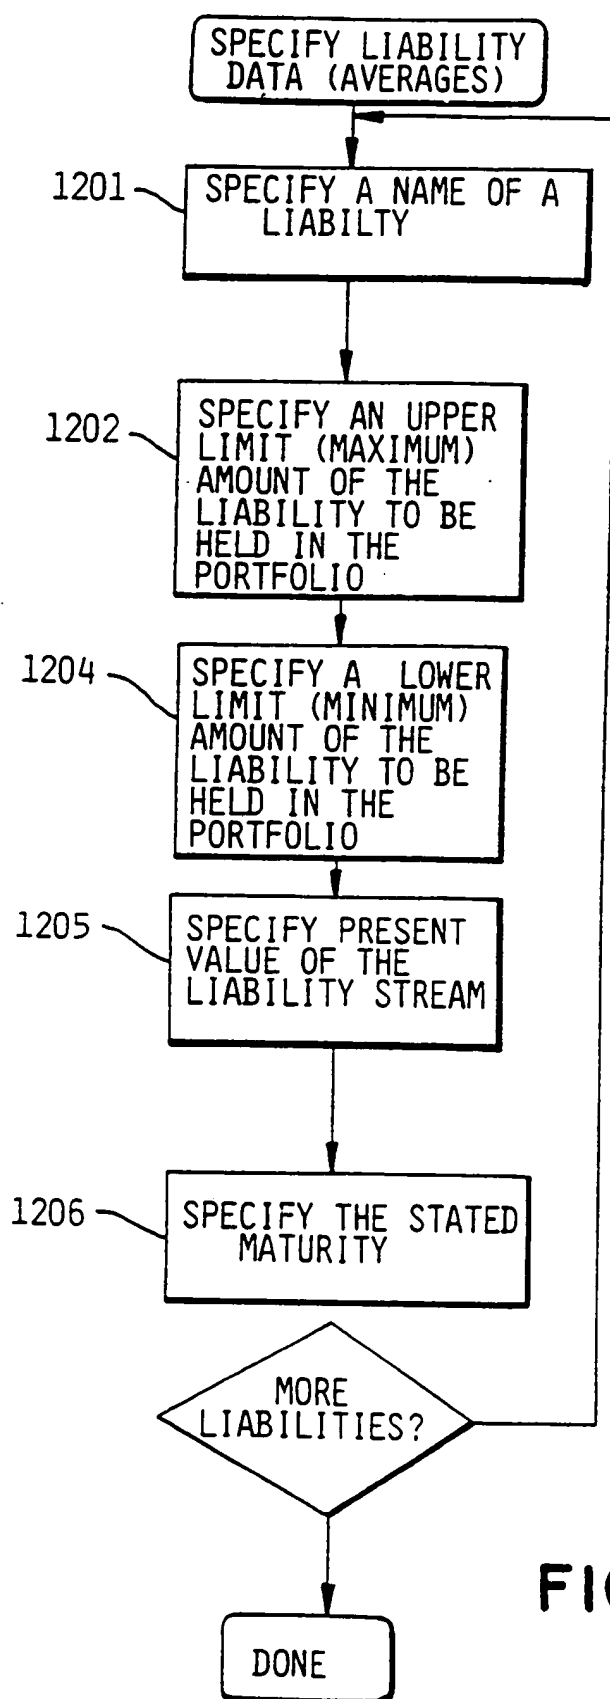 SPECIFY LIABILITY
DATA (AVERAGES)
1201
SPECIFY A NAME OF A
LIABILTY
1202
SPECIFY AN UPPER
LIMIT (MAXIMUM)
AMOUNT OF THE
LIABILITY TO BE
HELD IN THE
PORTFOLIO
1204
SPECIFY A LOWER
LIMIT (MINIMUM)
AMOUNT OF THE
LIABILITY TO BE
HELD IN THE
PORTFOLIO
1205
SPECIFY PRESENT
VALUE OF THE
LIABILITY STREAM
1206
SPECIFY THE STATED
MATURITY
MORE
LIABILITIES?
DONE